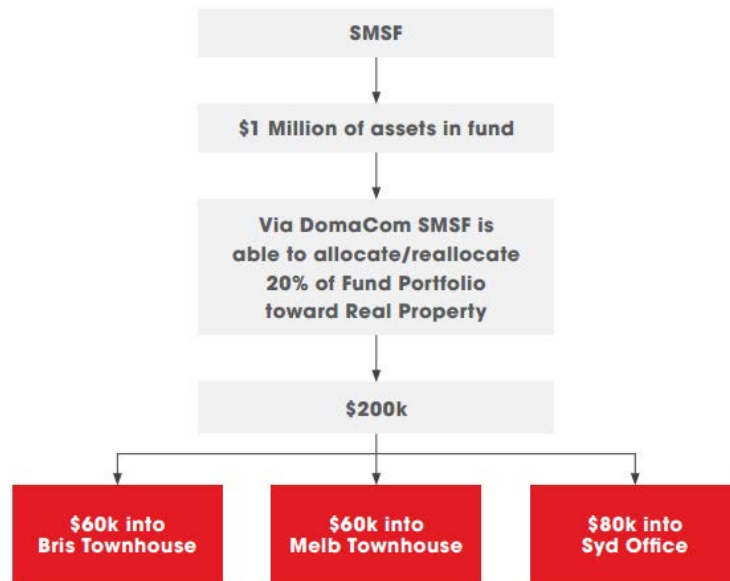 SMSF
$1 Million of assets in fund
Via DomaCom SMSF is
able to allocate/reallocate
20% of Fund Portfolio
toward Real Property
$200k
$60k into
Bris Townhouse
$60k into
Melb Townhouse
$80k into
Syd Office